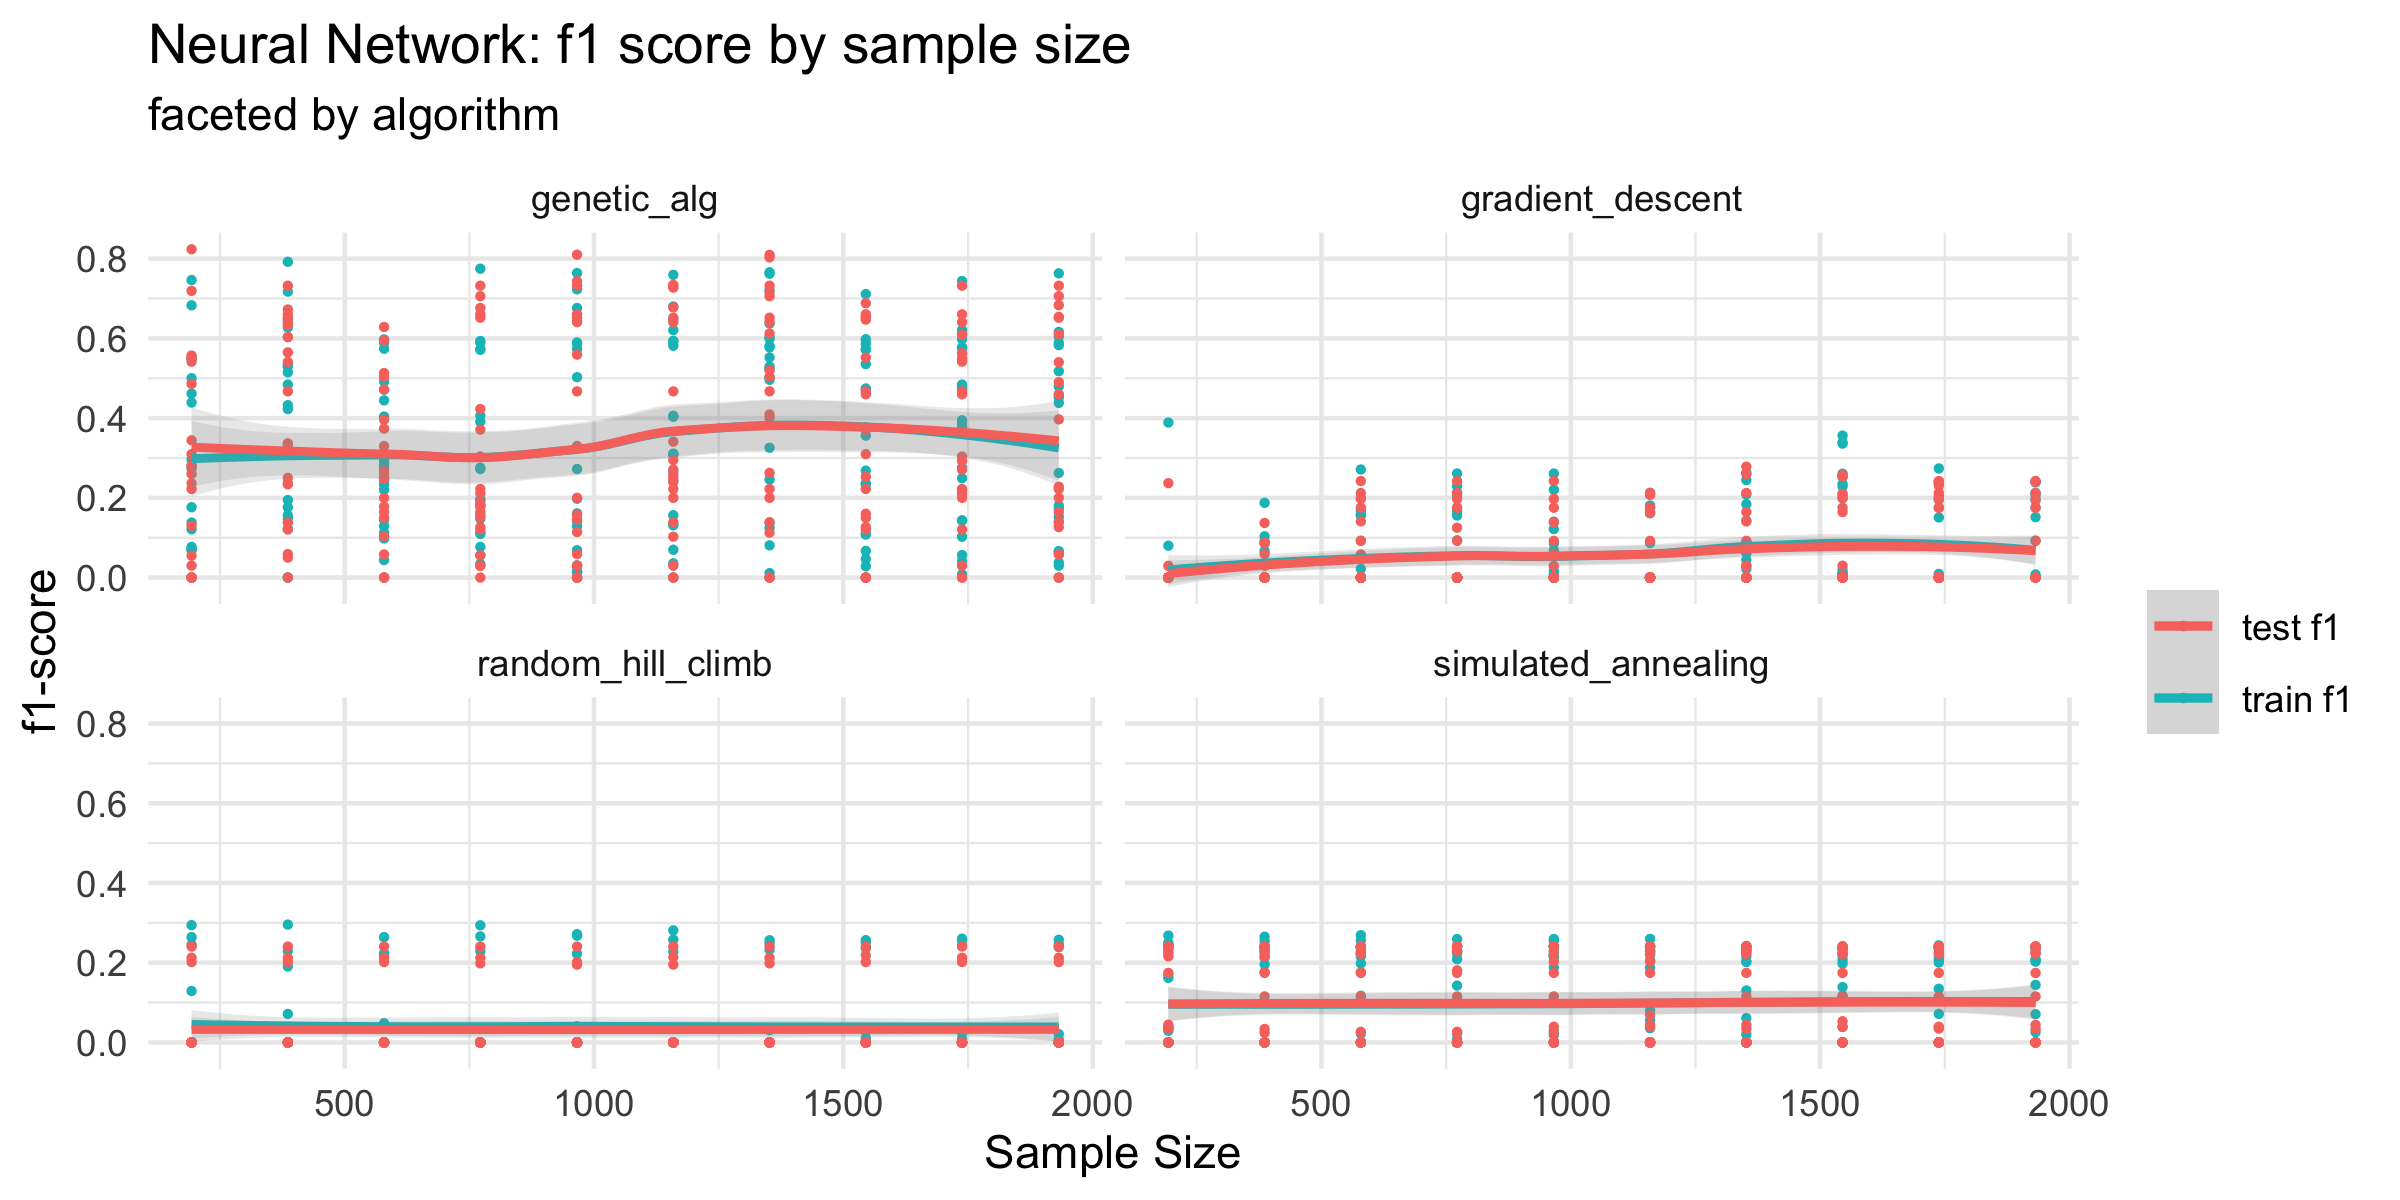 Neural Network: f1 score by sample size
faceted by algorithm
genetic_alg
gradient_descent
0.8
0.6
0.4
0.2
0.0
random_hill_climb
simulated_annealing
0.8
0.6
0.4
0.2
0.0
500 1000 1500 2000 500 1000 1500 2000
Sample Size
f1-score
test f1
train f1